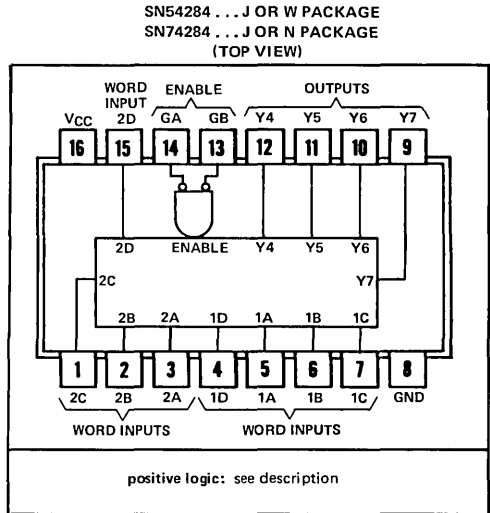 SN54284 . . . J OR W PACKAGE
SN74284 . . . J OR N PACKAGE
(TOP VIEW)
WORD INPUT ENABLE OUTPUTS
VCC 2D GA GB Y4 Y5 Y6 Y7
16 15 14 13 12 11 10 9
2D ENABLE Y4 Y5 Y6
2C Y7
2B 2A 1D 1A 1B 1C
1 2 3 4 5 6 7 8
2C 2B 2A 1D 1A 1B 1C GND
WORD INPUTS WORD INPUTS
positive logic: see description